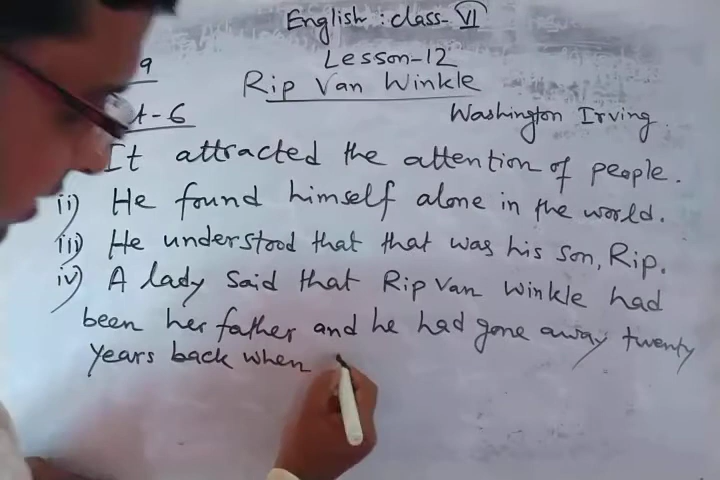 English : class - VI
Lesson-12
9
Rip Van Winkle
t-6
Washington Irving.
It attracted the attention of people.
ii) He found himself alone in the world.
iii) He understood that that was his son, Rip.
iv) A lady said that Rip Van Winkle had
been her father and he had gone away twenty
years back when